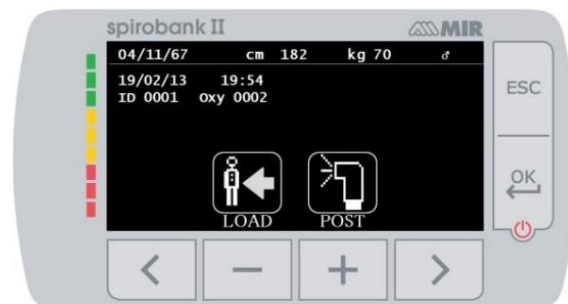 spirobank II MIR
04/11/67 cm 182 kg 70 ♂
19/02/13 19:54
ID 0001 Oxy 0002
LOAD POST
ESC
OK
< − + >